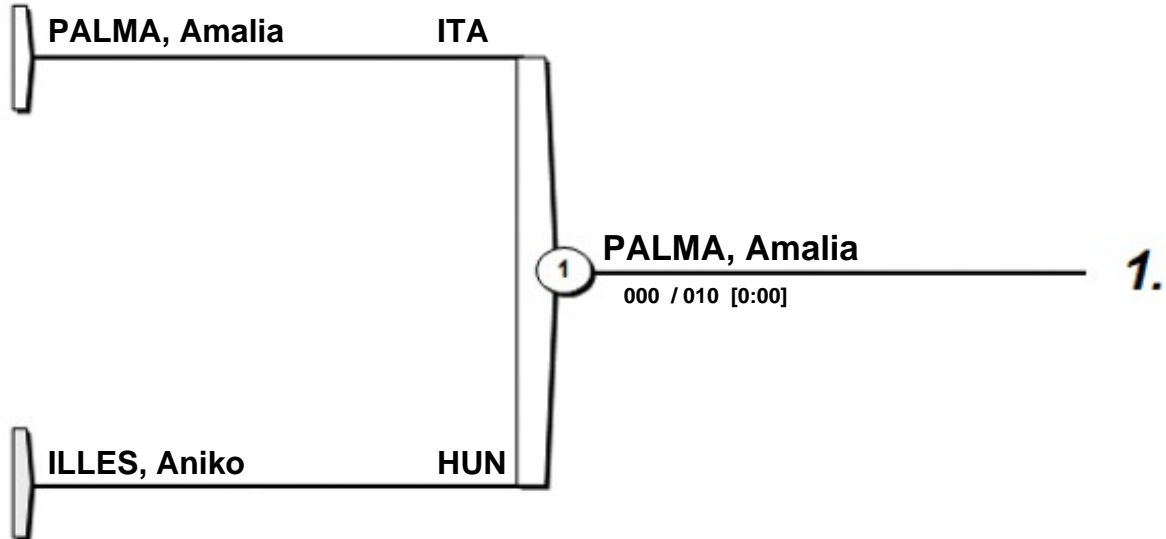 PALMA, Amalia ITA
PALMA, Amalia
1
1.
000 / 010 [0:00]
ILLES, Aniko HUN